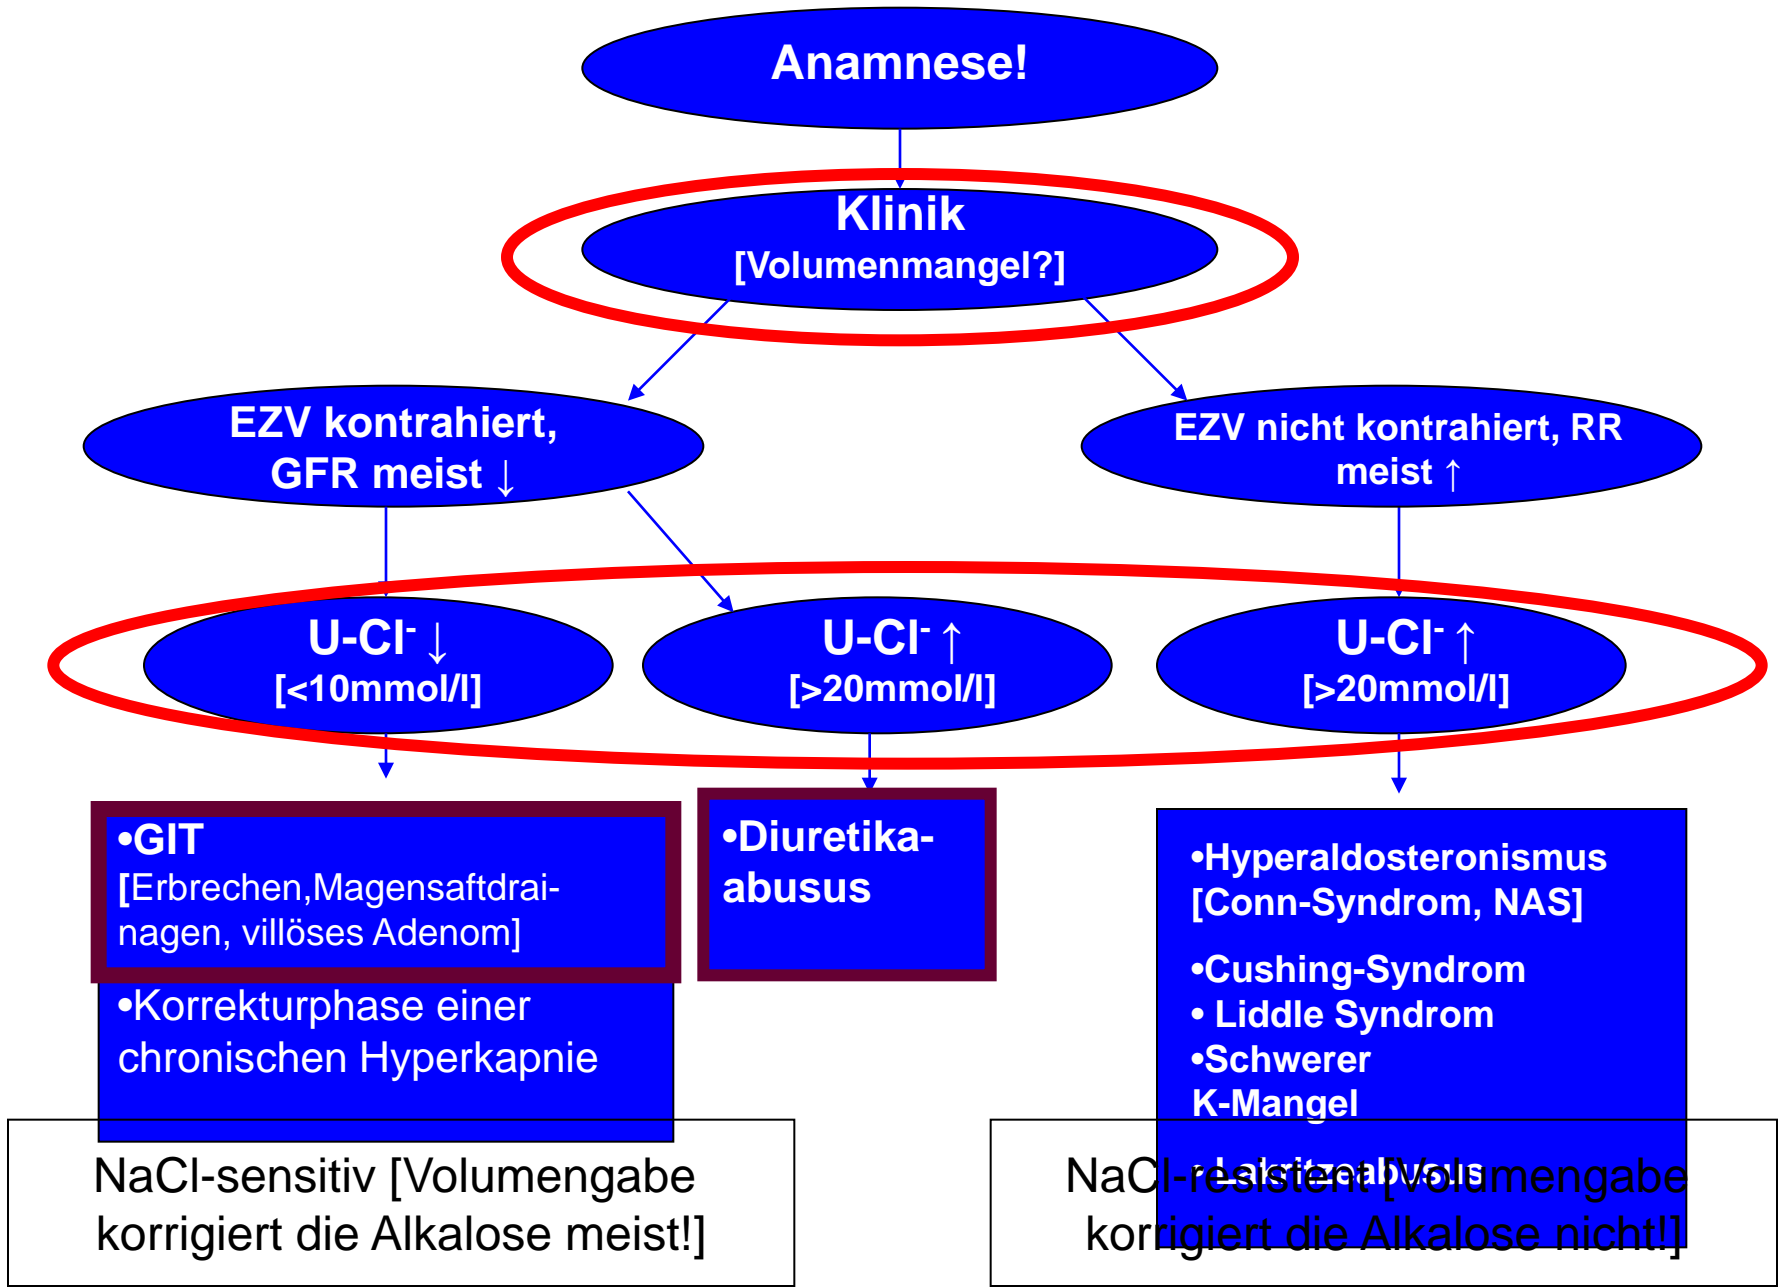 Anamnese!
Klinik
[Volumenmangel?]
EZV kontrahiert,
GFR meist ↓
EZV nicht kontrahiert, RR
meist ↑
U-Cl⁻ ↓
[<10mmol/l]
U-Cl⁻ ↑
[>20mmol/l]
U-Cl⁻ ↑
[>20mmol/l]
•GIT
[Erbrechen,Magensaftdrai-
nagen, villöses Adenom]
•Korrekturphase einer
chronischen Hyperkapnie
•Diuretika-
abusus
•Hyperaldosteronismus
[Conn-Syndrom, NAS]
•Cushing-Syndrom
• Liddle Syndrom
•Schwerer
K-Mangel
• Lakritzeabusus
NaCl-sensitiv [Volumengabe
korrigiert die Alkalose meist!]
NaCl-resistent [Volumengabe
korrigiert die Alkalose nicht!]